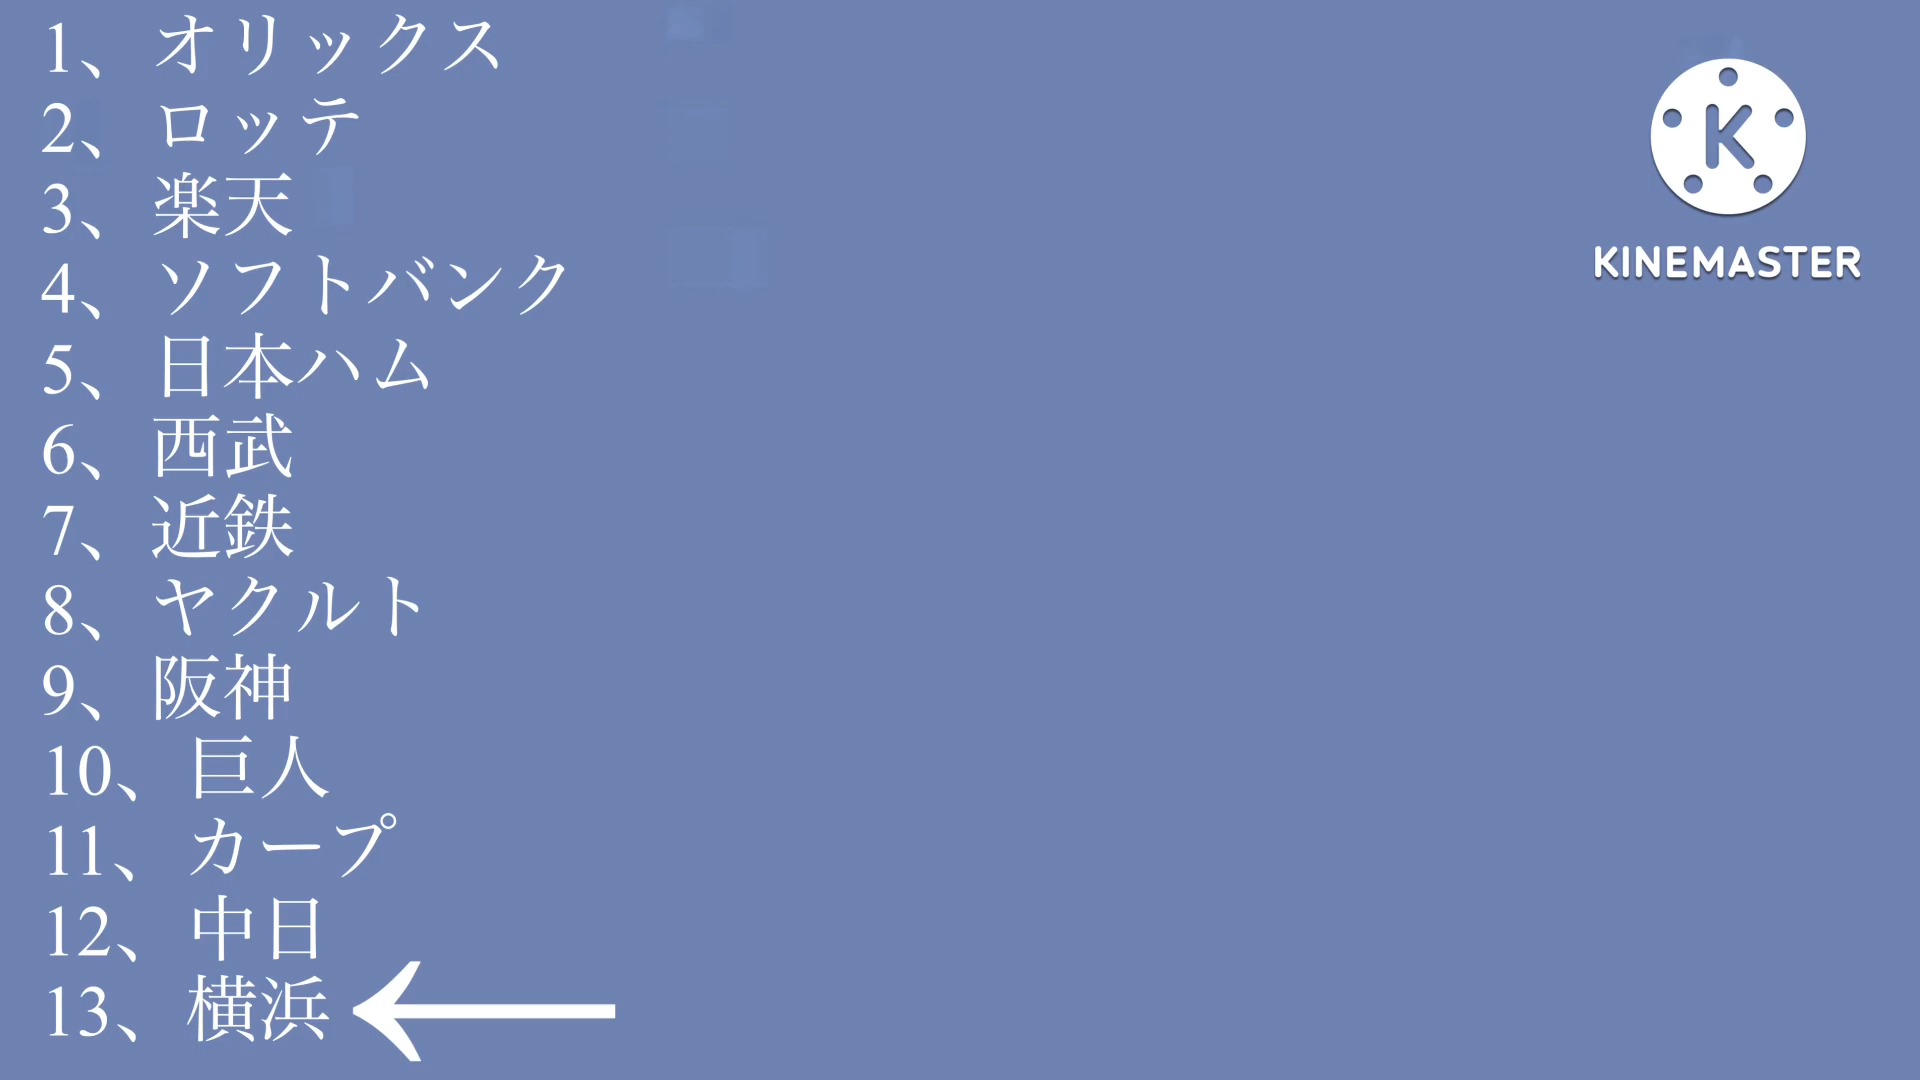 1、オリックス
2、ロッテ
3、楽天
4、ソフトバンク
5、日本ハム
6、西武
7、近鉄
8、ヤクルト
9、阪神
10、巨人
11、カープ
12、中日
13、横浜
K
KINEMASTER